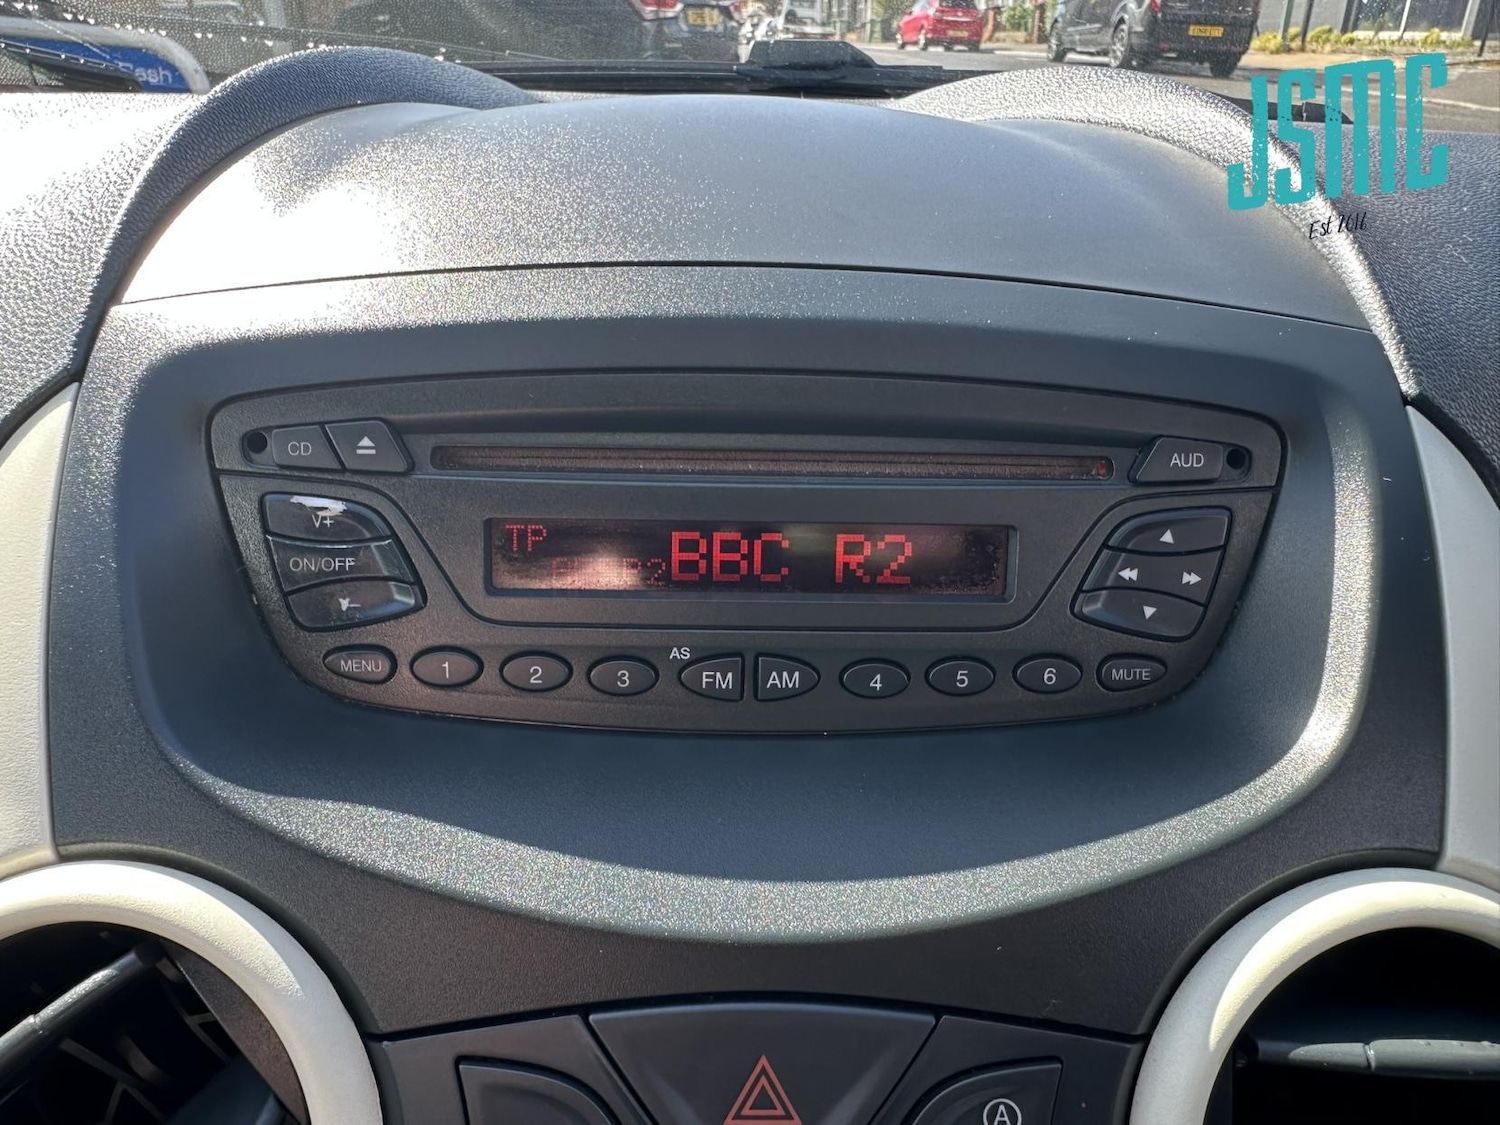 JSMC
Est 2016
CD
AUD
V+
ON/OFF
V-
TP
BBC R2
MENU
1
2
3
AS
FM
AM
4
5
6
MUTE
A